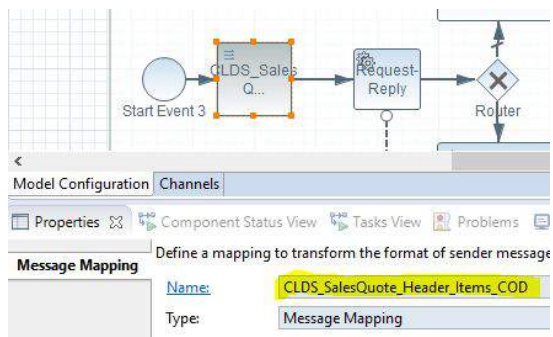 CLDS_Sales
Q...
Request-
Reply
Start Event 3
Router
Model Configuration Channels
Properties Component Status View Tasks View Problems
Message Mapping
Define a mapping to transform the format of sender message
Name: CLDS_SalesQuote_Header_Items_COD
Type: Message Mapping